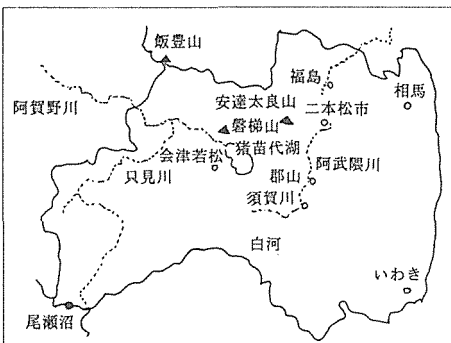 飯豊山
福島
相馬
阿賀野川
安達太良山
二本松市
磐梯山
猪苗代湖
会津若松
阿武隈川
只見川
郡山
須賀川
白河
いわき
尾瀬沼